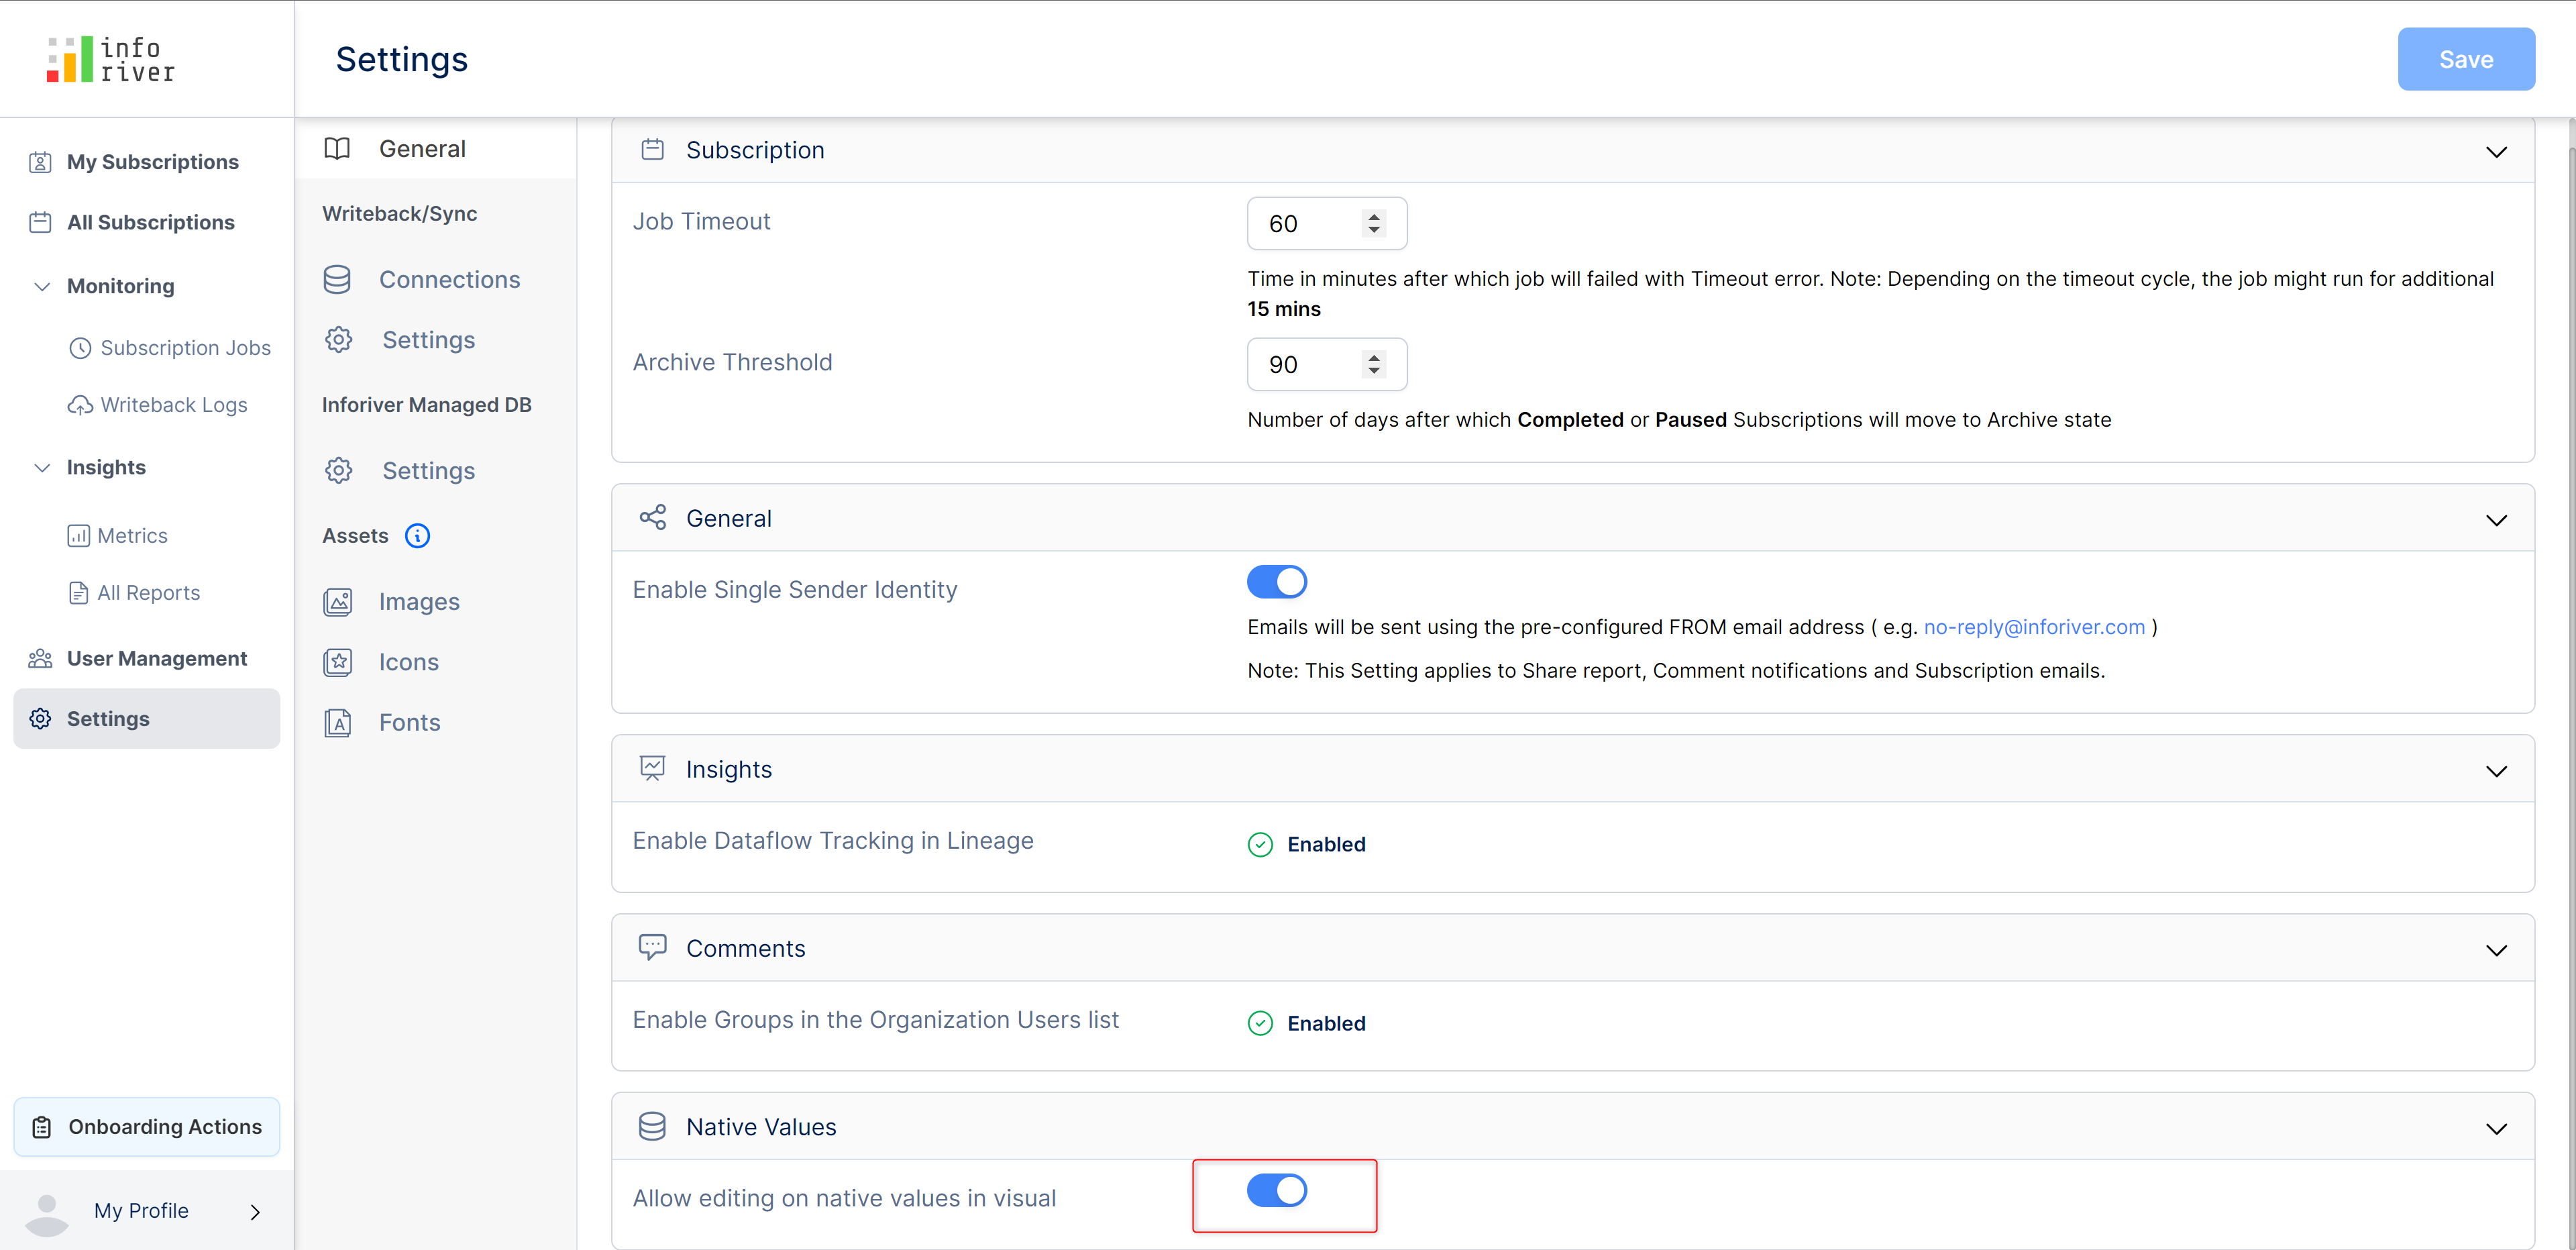 info
river
Settings
Save
My Subscriptions
All Subscriptions
Monitoring
Subscription Jobs
Writeback Logs
Insights
Metrics
All Reports
User Management
Settings
Onboarding Actions
My Profile
General
Writeback/Sync
Connections
Settings
Inforiver Managed DB
Settings
Assets
Images
Icons
Fonts
Subscription
Job Timeout
60
Time in minutes after which job will failed with Timeout error. Note: Depending on the timeout cycle, the job might run for additional
15 mins
Archive Threshold
90
Number of days after which Completed or Paused Subscriptions will move to Archive state
General
Enable Single Sender Identity
Emails will be sent using the pre-configured FROM email address ( e.g. no-reply@inforiver.com )
Note: This Setting applies to Share report, Comment notifications and Subscription emails.
Insights
Enable Dataflow Tracking in Lineage
Enabled
Comments
Enable Groups in the Organization Users list
Enabled
Native Values
Allow editing on native values in visual